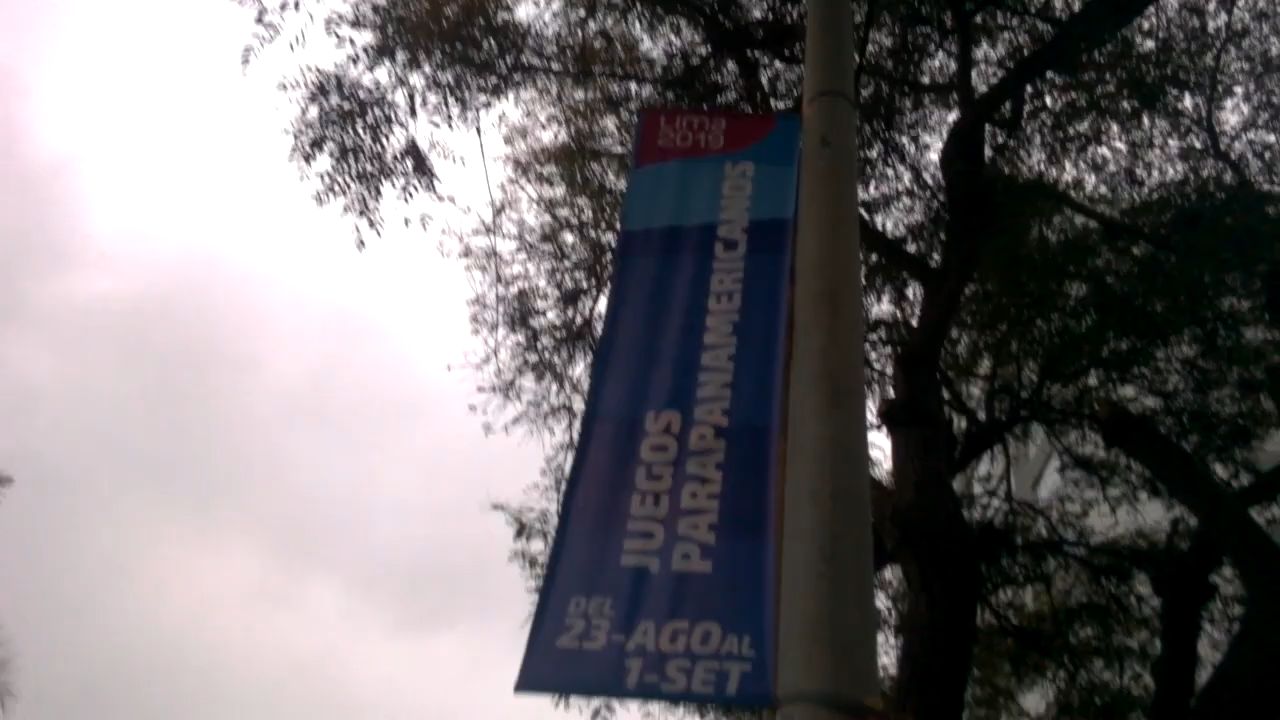 Lima
2019
JUEGOS
PARAPANAMERICANOS
DEL
23-AGO AL
1-SET